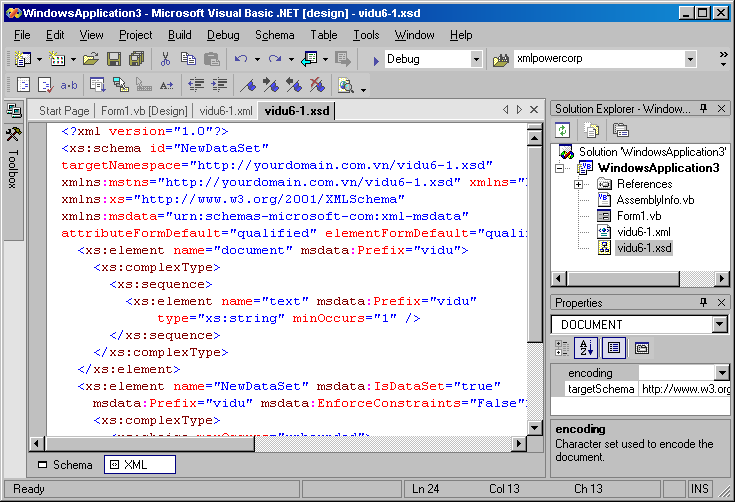 WindowsApplication3 - Microsoft Visual Basic .NET [design] - vidu6-1.xsd
File Edit View Project Build Debug Schema Table Tools Window Help
Debug xmlpowercorp
Start Page Form1.vb [Design] vidu6-1.xml vidu6-1.xsd
Toolbox
<?xml version="1.0"?>
<xs:schema id="NewDataSet"
targetNamespace="http://yourdomain.com.vn/vidu6-1.xsd"
xmlns:mstns="http://yourdomain.com.vn/vidu6-1.xsd" xmlns="
xmlns:xs="http://www.w3.org/2001/XMLSchema"
xmlns:msdata="urn:schemas-microsoft-com:xml-msdata"
attributeFormDefault="qualified" elementFormDefault="qualif
<xs:element name="document" msdata:Prefix="vidu">
<xs:complexType>
<xs:sequence>
<xs:element name="text" msdata:Prefix="vidu"
type="xs:string" minOccurs="1" />
</xs:sequence>
</xs:complexType>
</xs:element>
<xs:element name="NewDataSet" msdata:IsDataSet="true"
msdata:Prefix="vidu" msdata:EnforceConstraints="False"
<xs:complexType>
<xs:choice maxOccurs="unbounded">
Schema XML
Solution Explorer - Window...
Solution 'WindowsApplication3'
WindowsApplication3
References
AssemblyInfo.vb
Form1.vb
vidu6-1.xml
vidu6-1.xsd
Properties
DOCUMENT
encoding
targetSchema http://www.w3.org
encoding
Character set used to encode the
document.
Ready Ln 24 Col 13 Ch 13 INS